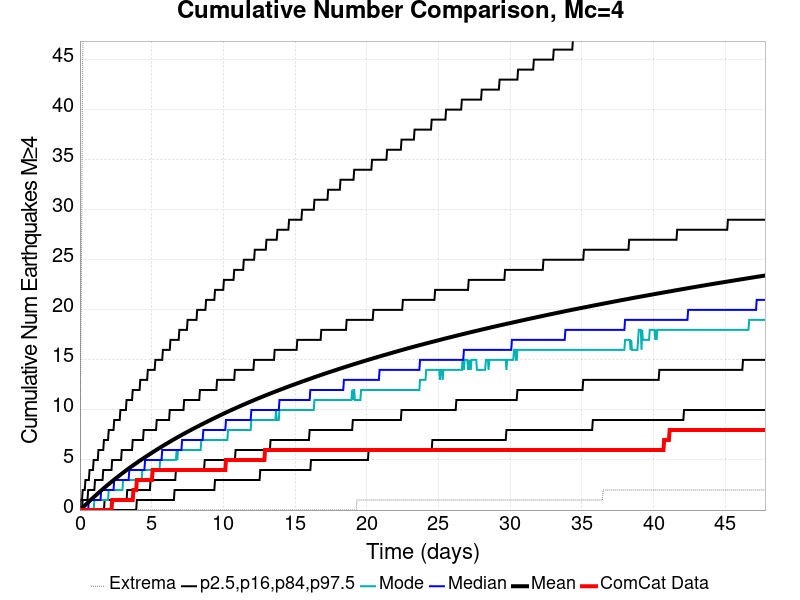 Cumulative Number Comparison, Mc=4
Cumulative Num Earthquakes M≥4
45
40
35
30
25
20
15
10
5
0
0 5 10 15 20 25 30 35 40 45
Time (days)
Extrema p2.5,p16,p84,p97.5 Mode Median Mean ComCat Data